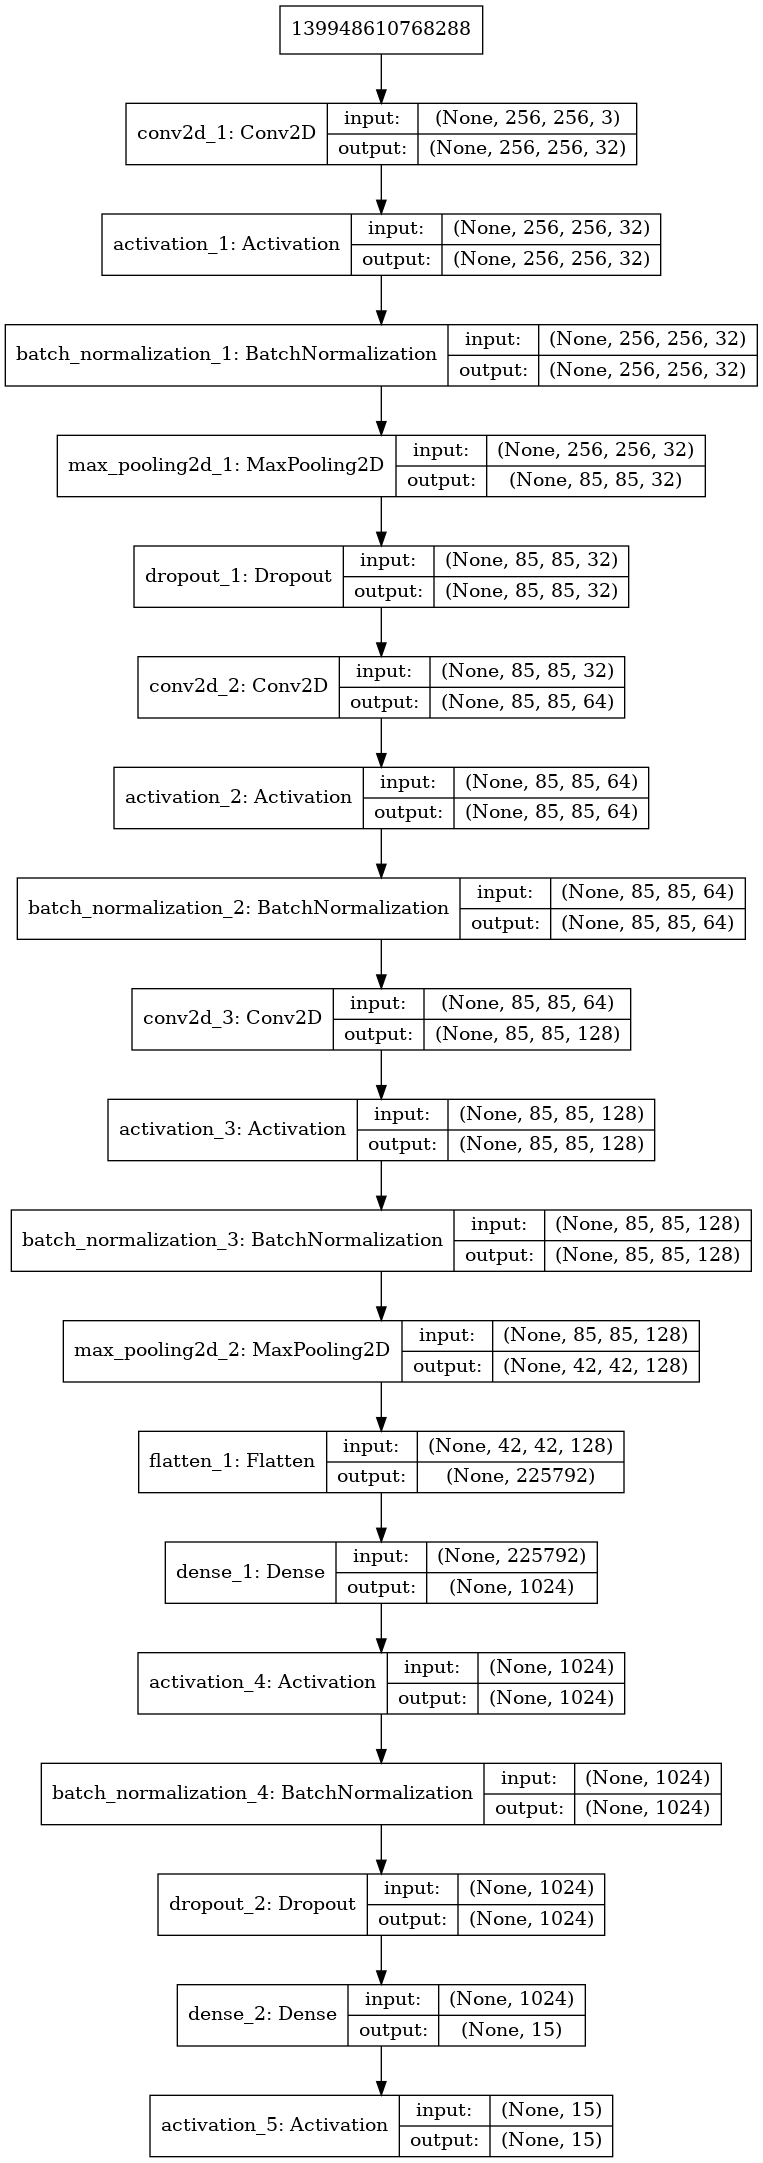 139948610768288
conv2d_1: Conv2D input: (None, 256, 256, 3)
output: (None, 256, 256, 32)
activation_1: Activation input: (None, 256, 256, 32)
output: (None, 256, 256, 32)
batch_normalization_1: BatchNormalization input: (None, 256, 256, 32)
output: (None, 256, 256, 32)
max_pooling2d_1: MaxPooling2D input: (None, 256, 256, 32)
output: (None, 85, 85, 32)
dropout_1: Dropout input: (None, 85, 85, 32)
output: (None, 85, 85, 32)
conv2d_2: Conv2D input: (None, 85, 85, 32)
output: (None, 85, 85, 64)
activation_2: Activation input: (None, 85, 85, 64)
output: (None, 85, 85, 64)
batch_normalization_2: BatchNormalization input: (None, 85, 85, 64)
output: (None, 85, 85, 64)
conv2d_3: Conv2D input: (None, 85, 85, 64)
output: (None, 85, 85, 128)
activation_3: Activation input: (None, 85, 85, 128)
output: (None, 85, 85, 128)
batch_normalization_3: BatchNormalization input: (None, 85, 85, 128)
output: (None, 85, 85, 128)
max_pooling2d_2: MaxPooling2D input: (None, 85, 85, 128)
output: (None, 42, 42, 128)
flatten_1: Flatten input: (None, 42, 42, 128)
output: (None, 225792)
dense_1: Dense input: (None, 225792)
output: (None, 1024)
activation_4: Activation input: (None, 1024)
output: (None, 1024)
batch_normalization_4: BatchNormalization input: (None, 1024)
output: (None, 1024)
dropout_2: Dropout input: (None, 1024)
output: (None, 1024)
dense_2: Dense input: (None, 1024)
output: (None, 15)
activation_5: Activation input: (None, 15)
output: (None, 15)